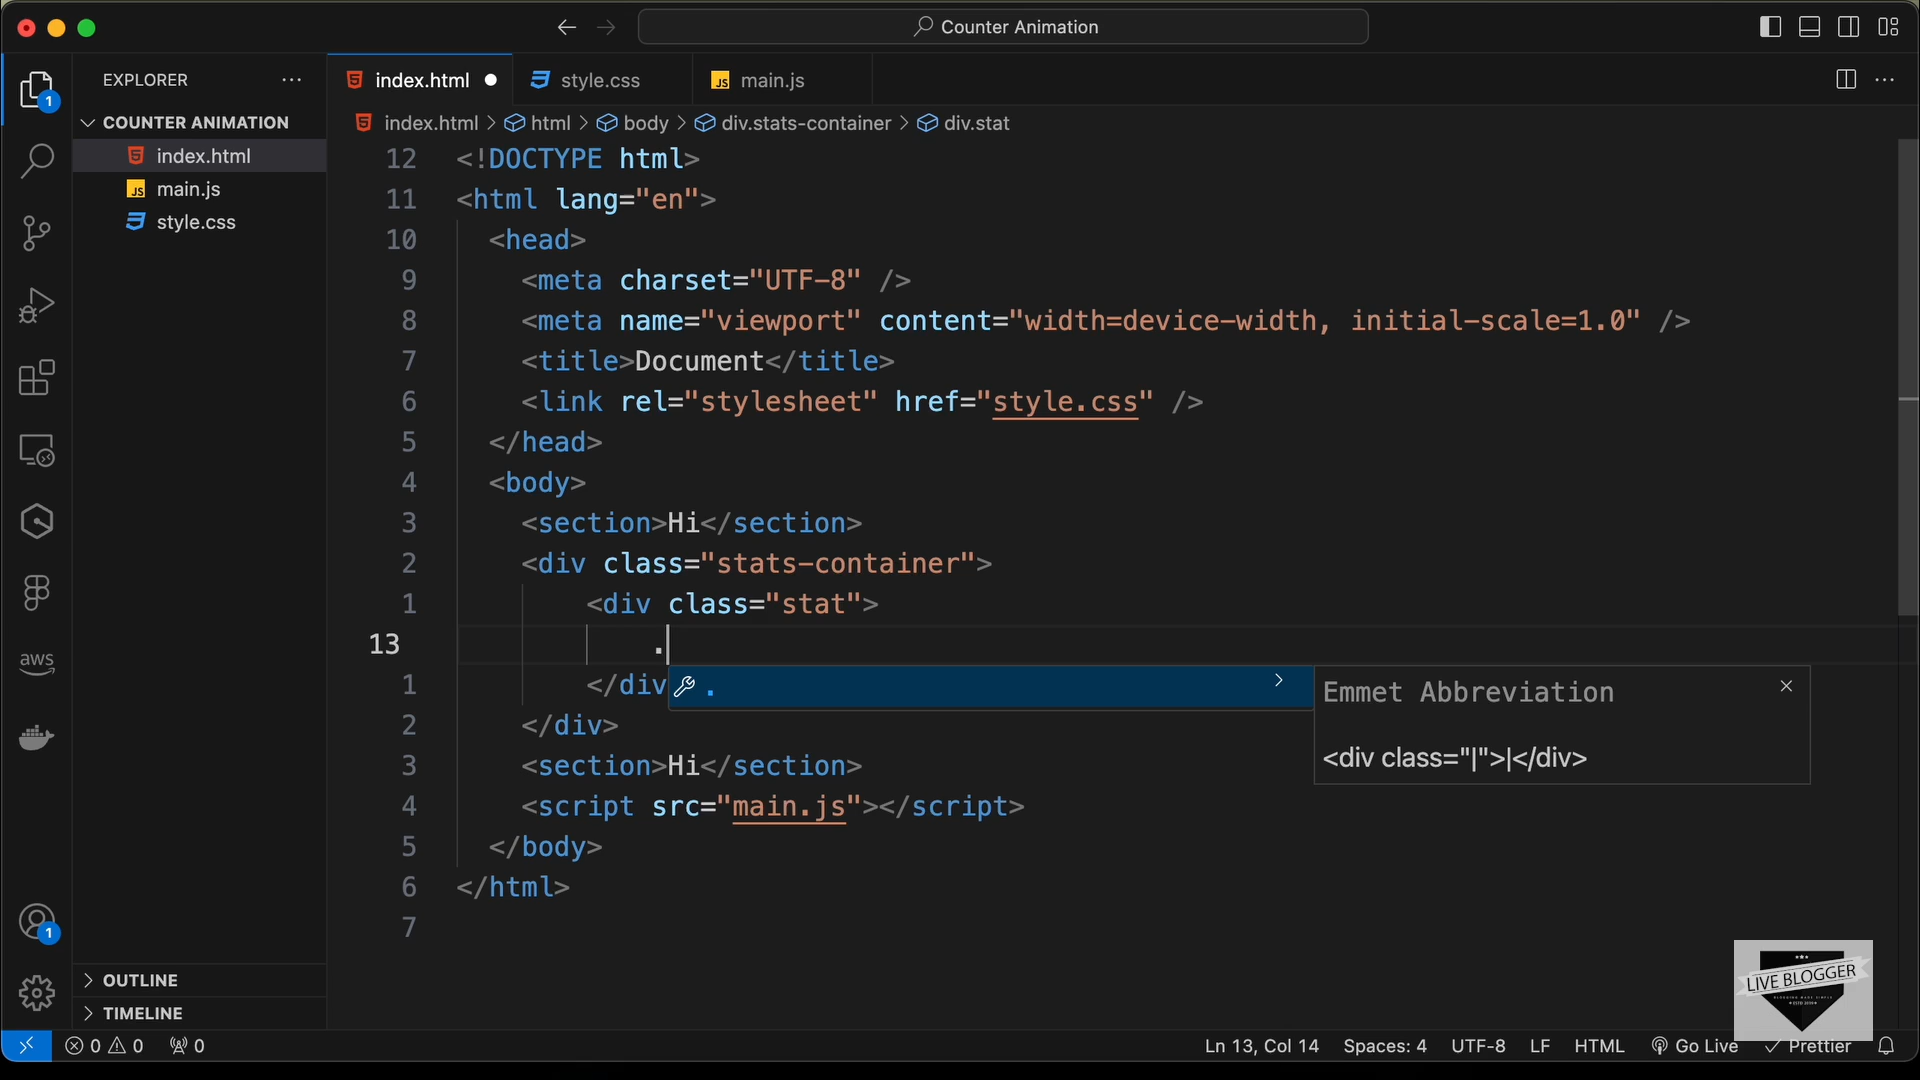 Counter Animation
EXPLORER
index.html
style.css
main.js
COUNTER ANIMATION
index.html
main.js
style.css
index.html > html > body > div.stats-container > div.stat
12 <!DOCTYPE html>
11 <html lang="en">
10 <head>
9 <meta charset="UTF-8" />
8 <meta name="viewport" content="width=device-width, initial-scale=1.0" />
7 <title>Document</title>
6 <link rel="stylesheet" href="style.css" />
5 </head>
4 <body>
3 <section>Hi</section>
2 <div class="stats-container">
1 <div class="stat">
13 .
1 </div
.
Emmet Abbreviation
<div class="|">|</div>
2 </div>
3 <section>Hi</section>
4 <script src="main.js"></script>
5 </body>
6 </html>
7
1
aws
1
OUTLINE
TIMELINE
LIVE BLOGGER
0 0 0
Ln 13, Col 14 Spaces: 4 UTF-8 LF HTML Go Live Prettier